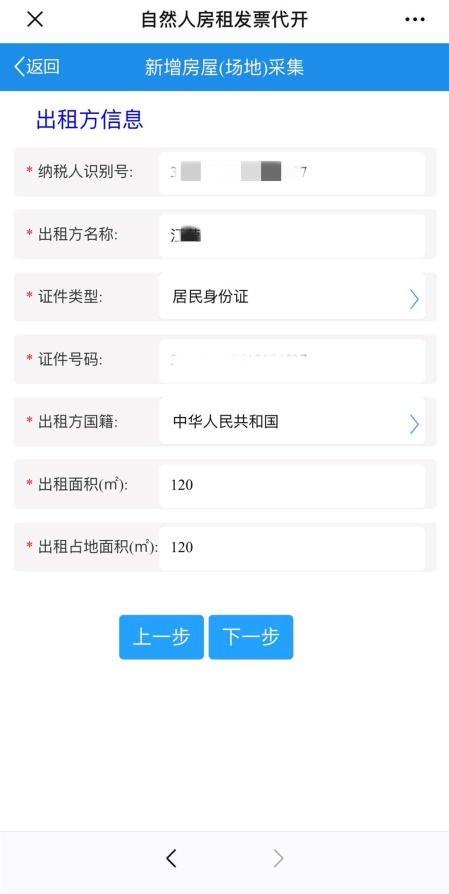 自然人房租发票代开
返回
新增房屋(场地)采集
出租方信息
* 纳税人识别号:
* 出租方名称: 江
* 证件类型: 居民身份证
* 证件号码:
* 出租方国籍: 中华人民共和国
* 出租面积(㎡): 120
* 出租占地面积(㎡): 120
上一步 下一步